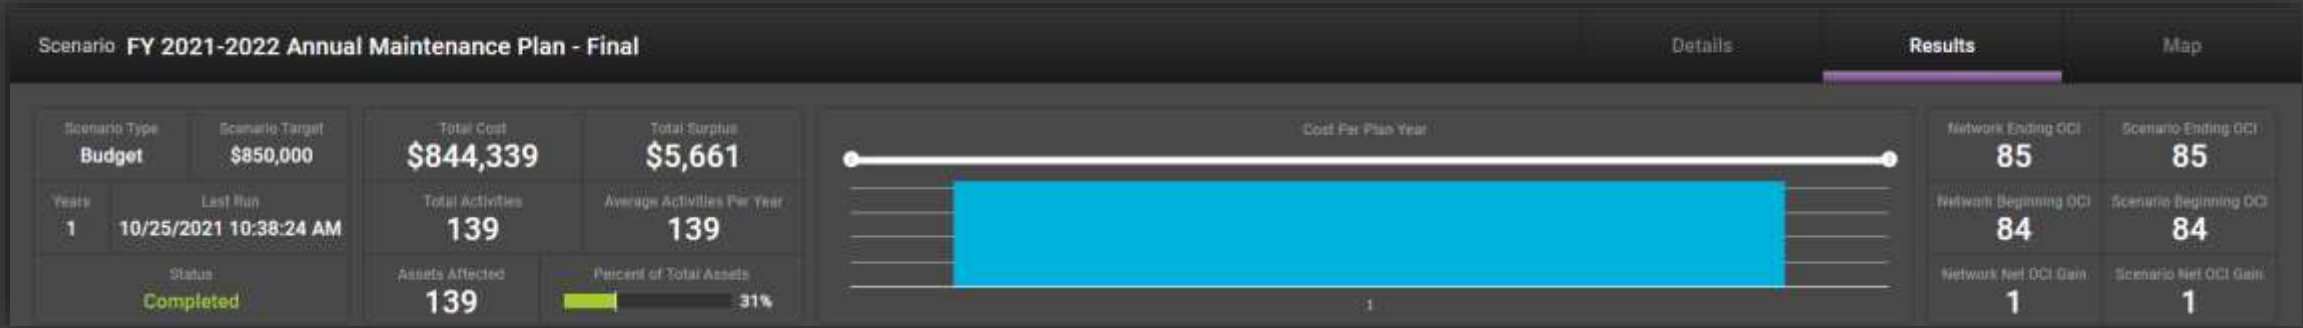 Scenario FY 2021-2022 Annual Maintenance Plan - Final
Details
Results
Map
Scenario Type
Budget
Scenario Target
$850,000
Years
1
Last Run
10/25/2021 10:38:24 AM
Status
Completed
Total Cost
$844,339
Total Surplus
$5,661
Total Activities
139
Average Activities Per Year
139
Assets Affected
139
Percent of Total Assets
31%
Cost Per Plan Year
1
Network Ending OCI
85
Scenario Ending OCI
85
Network Beginning OCI
84
Scenario Beginning OCI
84
Network Net OCI Gain
1
Scenario Net OCI Gain
1